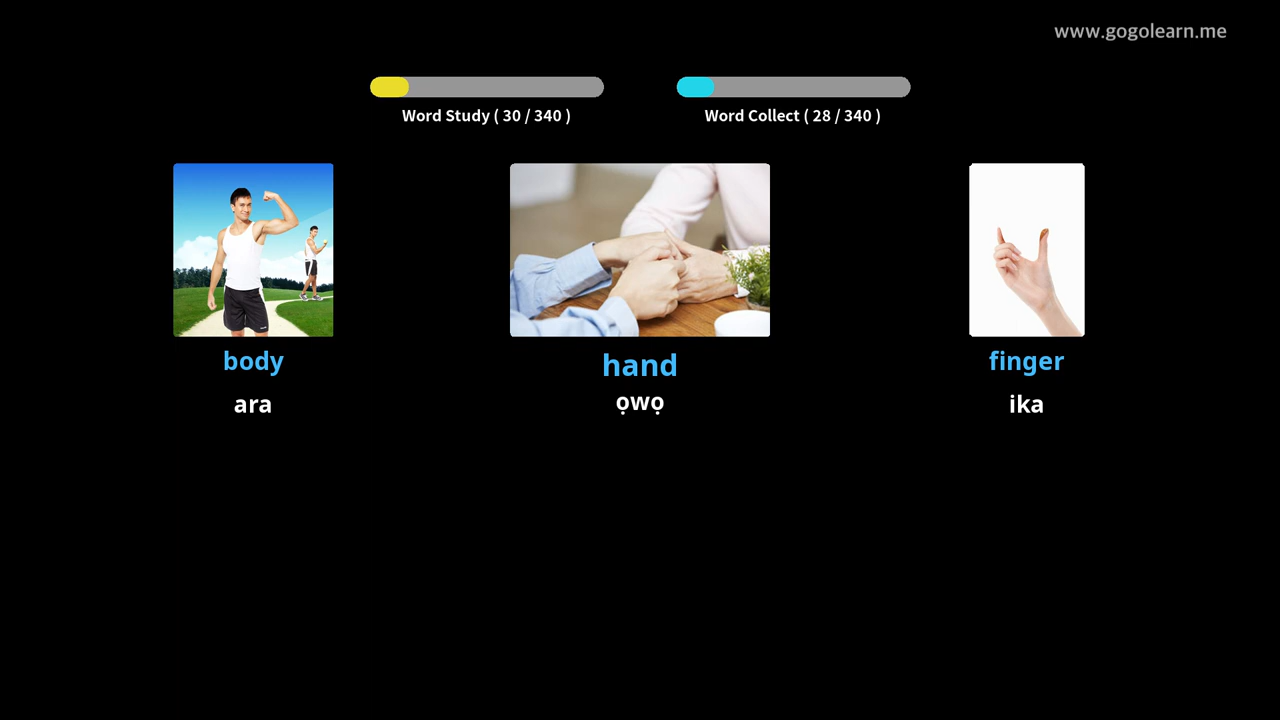 www.gogolearn.me
Word Study ( 30 / 340 )
Word Collect ( 28 / 340 )
body
hand
finger
ara
ọwọ
ika